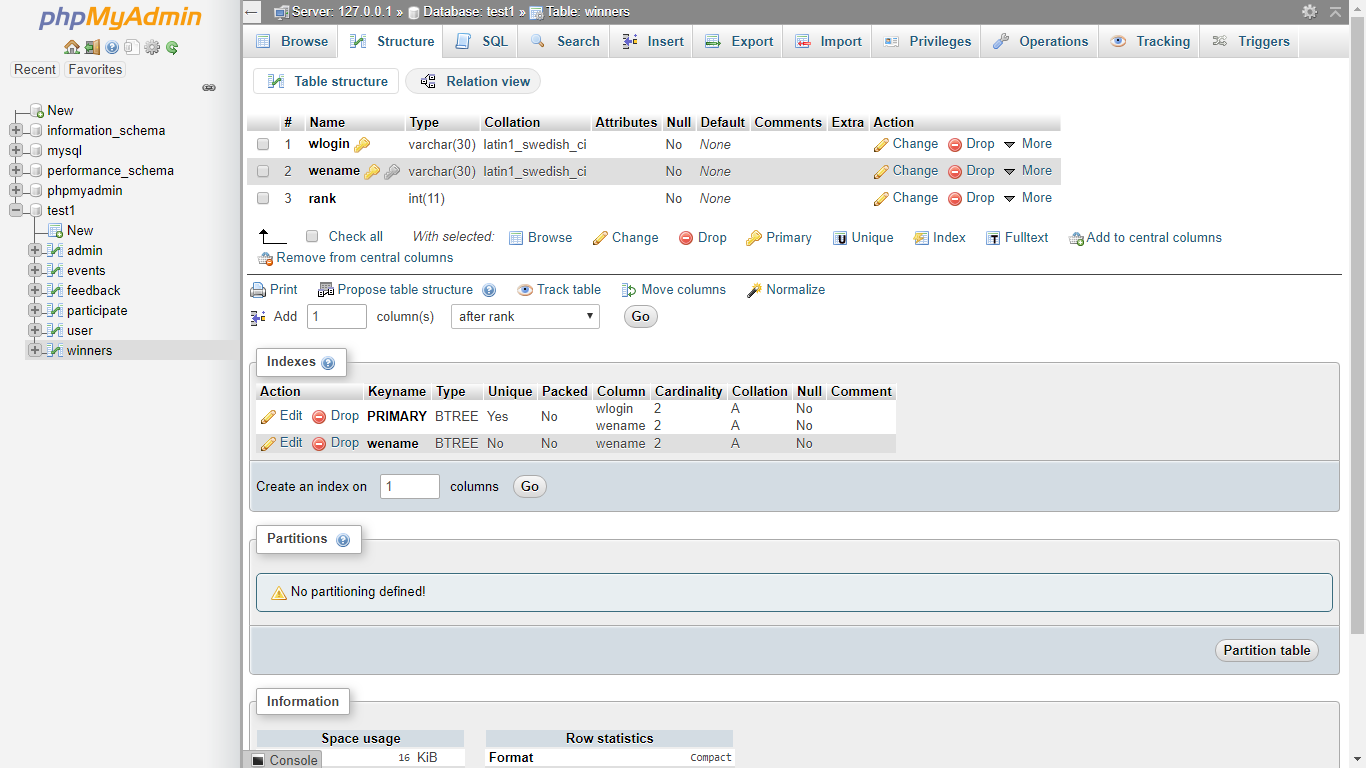 phpMyAdmin
Recent Favorites
New
information_schema
mysql
performance_schema
phpmyadmin
test1
New
admin
events
feedback
participate
user
winners
Server: 127.0.0.1 » Database: test1 » Table: winners
Browse Structure SQL Search Insert Export Import Privileges Operations Tracking Triggers
Table structure Relation view
# Name Type Collation Attributes Null Default Comments Extra Action
1 wlogin varchar(30) latin1_swedish_ci No None Change Drop More
2 wename varchar(30) latin1_swedish_ci No None Change Drop More
3 rank int(11) No None Change Drop More
Check all With selected: Browse Change Drop Primary Unique Index Fulltext Add to central columns
Remove from central columns
Print Propose table structure Track table Move columns Normalize
Add 1 column(s) after rank Go
Indexes
Action Keyname Type Unique Packed Column Cardinality Collation Null Comment
Edit Drop PRIMARY BTREE Yes No wlogin 2 A No
wename 2 A No
Edit Drop wename BTREE No No wename 2 A No
Create an index on 1 columns Go
Partitions
No partitioning defined!
Partition table
Information
Space usage Row statistics
16 KiB Format Compact
Console